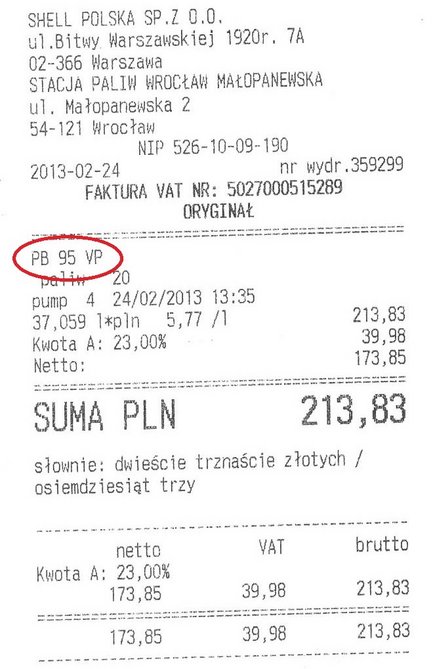 SHELL POLSKA SP.Z O.O.
ul.Bitwy Warszawskiej 1920r. 7A
02-366 Warszawa
STACJA PALIW WROCŁAW MAŁOPANEWSKA
ul. Małopanewska 2
54-121 Wrocław
NIP 526-10-09-190
2013-02-24 nr wydr.359299
FAKTURA VAT NR: 5027000515289
ORYGINAŁ
PB 95 VP
paliw 20
pump 4 24/02/2013 13:35
37,059 l*pln 5,77 /l 213,83
Kwota A: 23,00% 39,98
Netto: 173,85
SUMA PLN 213,83
słownie: dwieście trznaście złotych /
osiemdziesiąt trzy
netto VAT brutto
Kwota A: 23,00%
173,85 39,98 213,83
173,85 39,98 213,83